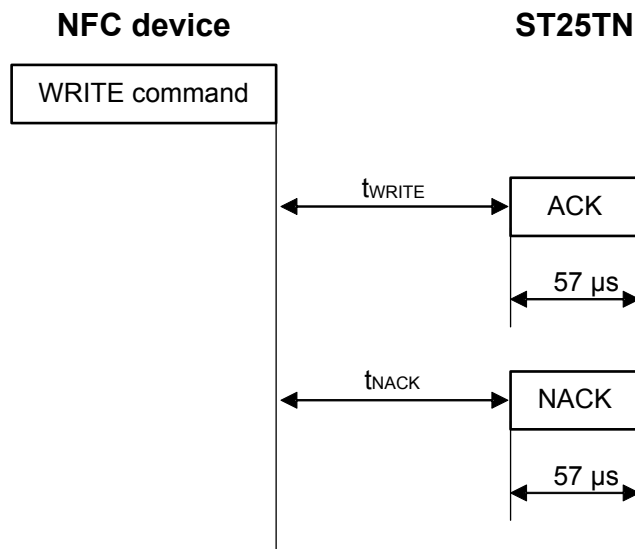 NFC device
ST25TN
WRITE command
tWRITE
ACK
57 µs
tNACK
NACK
57 µs